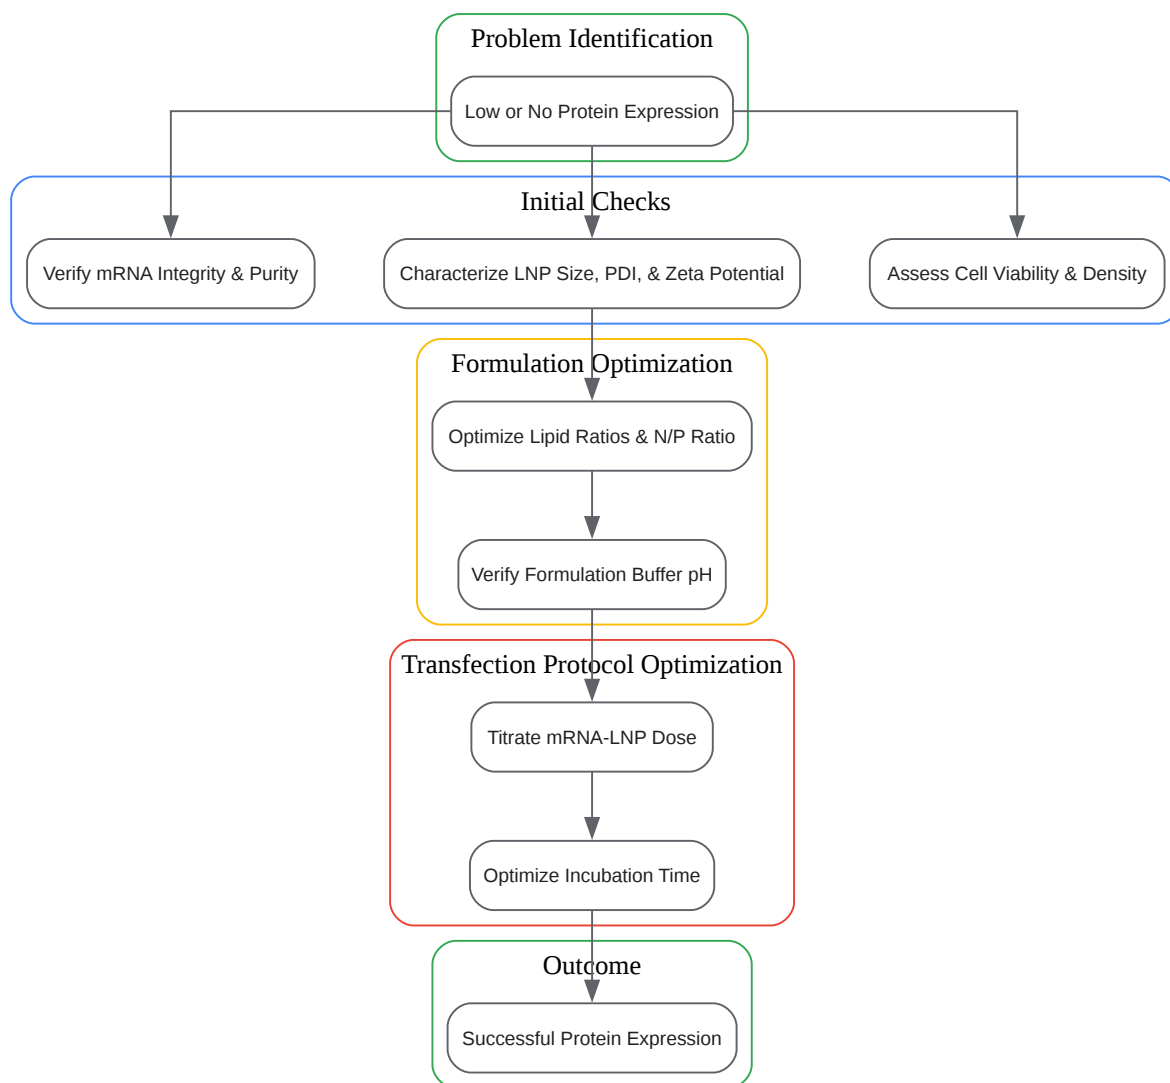 Problem Identification
Low or No Protein Expression
Initial Checks
Verify mRNA Integrity & Purity
Characterize LNP Size, PDI, & Zeta Potential
Assess Cell Viability & Density
Formulation Optimization
Optimize Lipid Ratios & N/P Ratio
Verify Formulation Buffer pH
Transfection Protocol Optimization
Titrate mRNA-LNP Dose
Optimize Incubation Time
Outcome
Successful Protein Expression